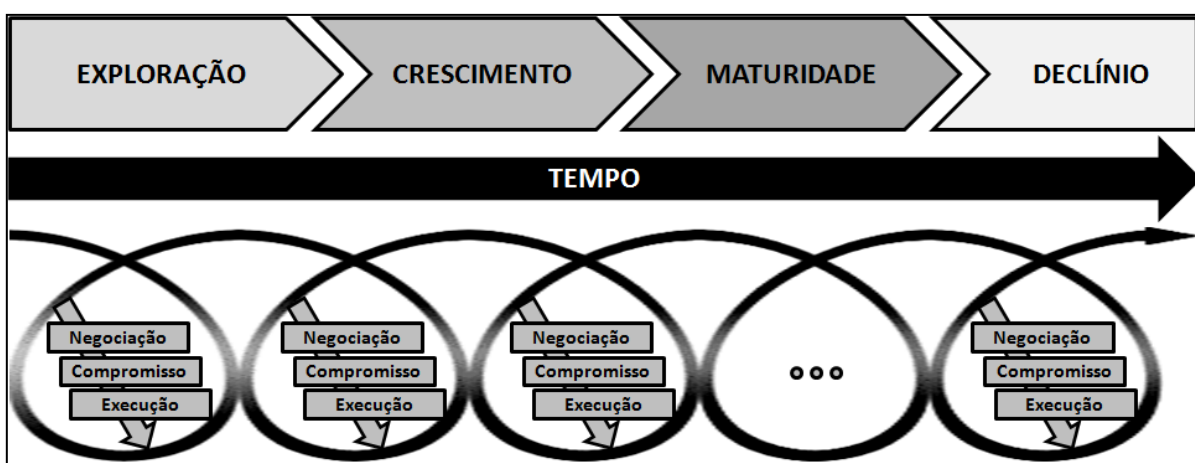 EXPLORAÇÃO
CRESCIMENTO
MATURIDADE
DECLÍNIO
TEMPO
Negociação
Compromisso
Execução
Negociação
Compromisso
Execução
Negociação
Compromisso
Execução
Negociação
Compromisso
Execução